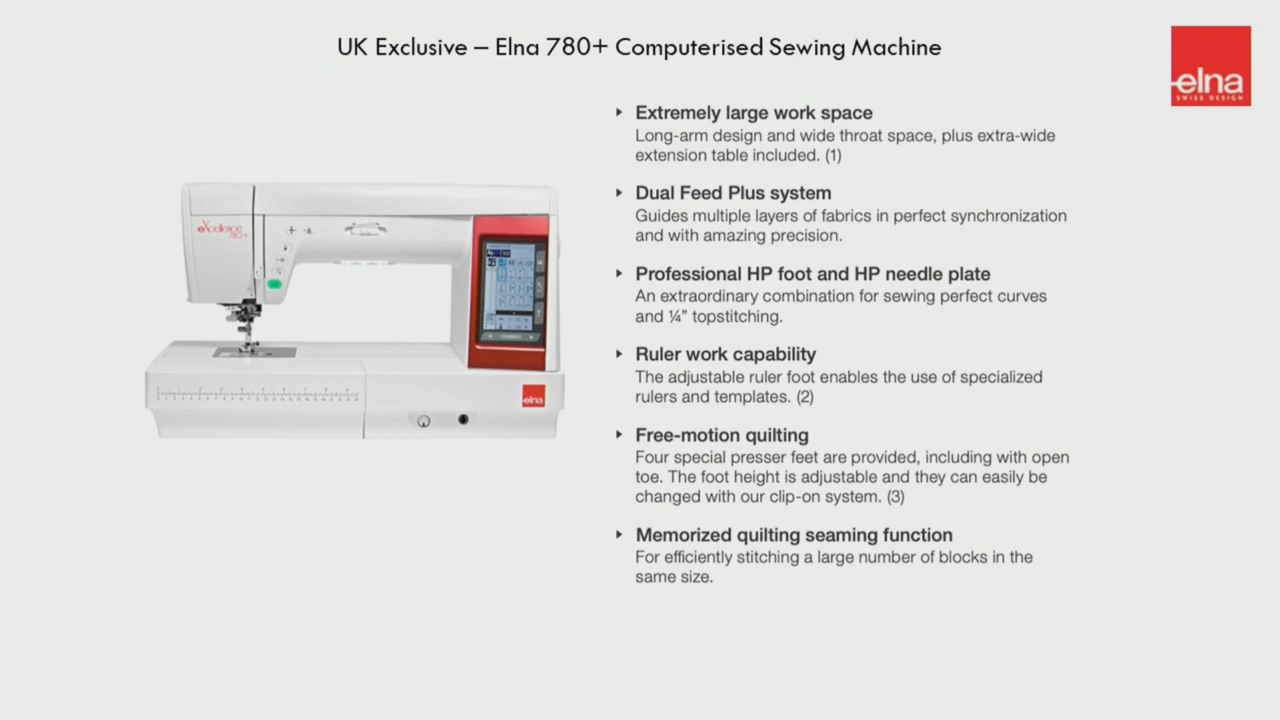 UK Exclusive – Elna 780+ Computerised Sewing Machine
elna
SWISS DESIGN
Extremely large work space
Long-arm design and wide throat space, plus extra-wide
extension table included. (1)
Dual Feed Plus system
Guides multiple layers of fabrics in perfect synchronization
and with amazing precision.
Professional HP foot and HP needle plate
An extraordinary combination for sewing perfect curves
and ¼” topstitching.
Ruler work capability
The adjustable ruler foot enables the use of specialized
rulers and templates. (2)
Free-motion quilting
Four special presser feet are provided, including with open
toe. The foot height is adjustable and they can easily be
changed with our clip-on system. (3)
Memorized quilting seaming function
For efficiently stitching a large number of blocks in the
same size.
eXcellence
780+
elna